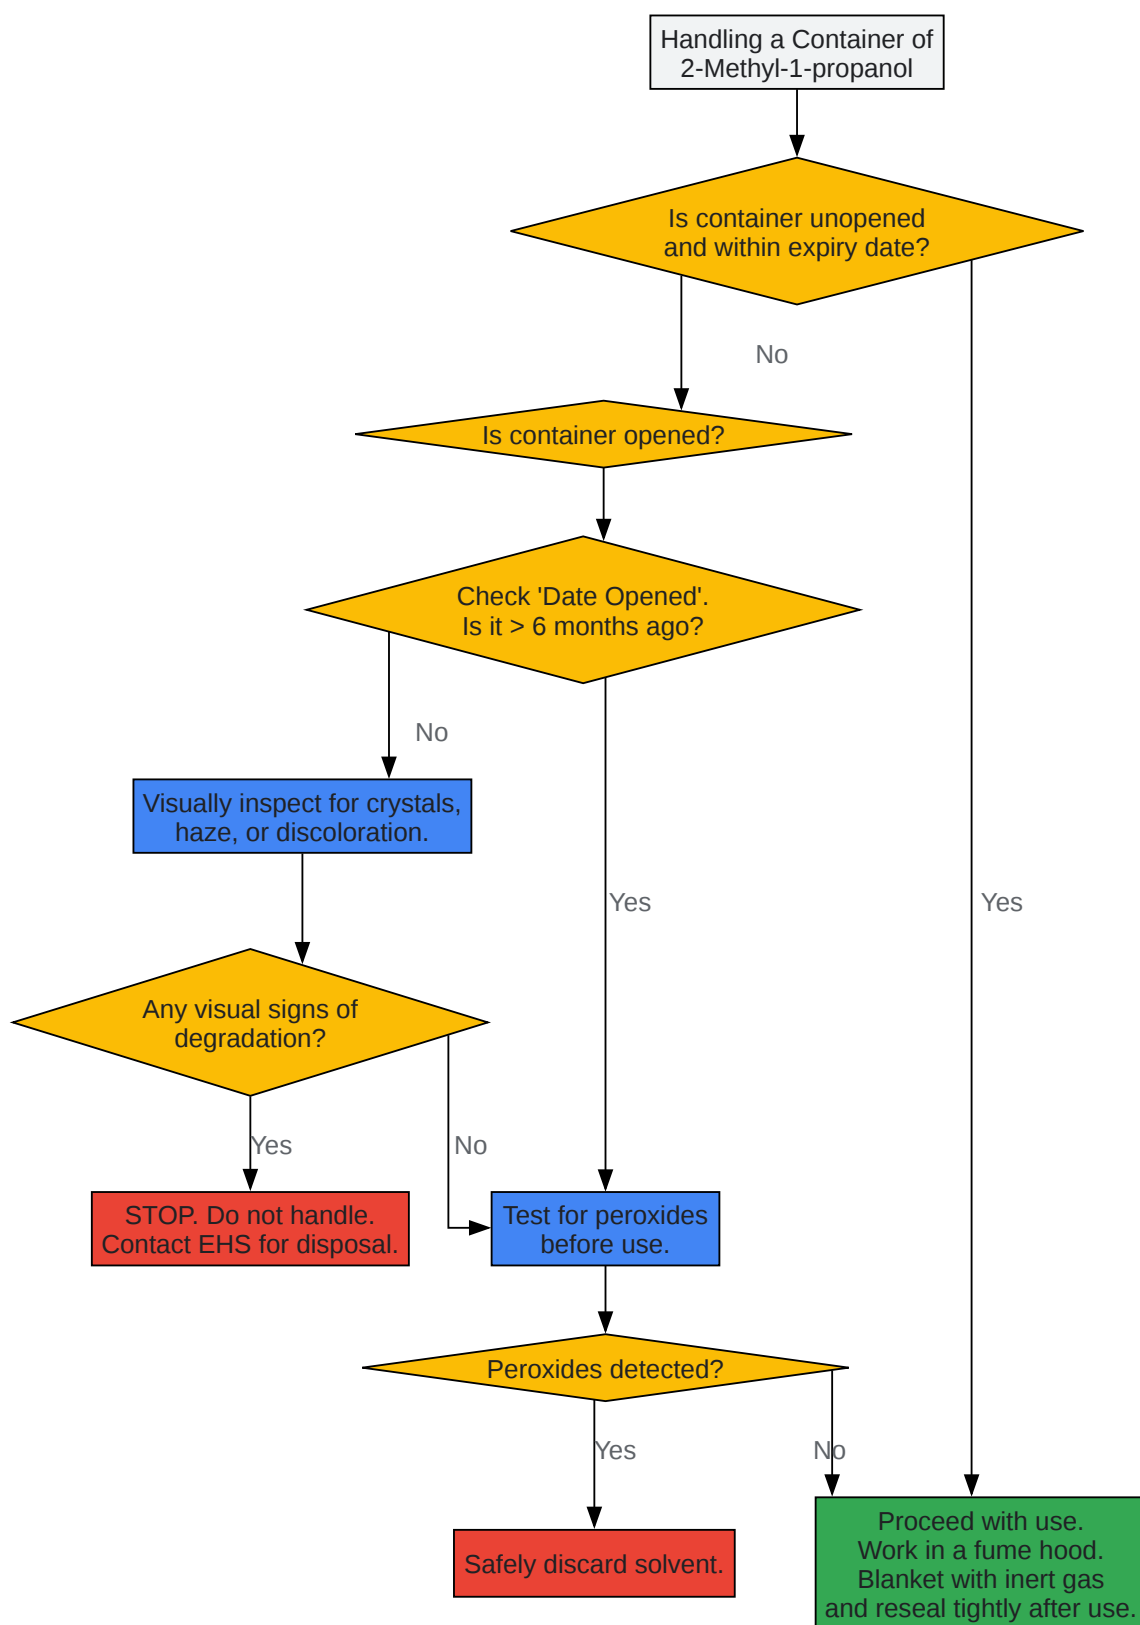 Handling a Container of
2-Methyl-1-propanol
Is container unopened
and within expiry date?
No
Is container opened?
Check 'Date Opened'.
Is it > 6 months ago?
No
Visually inspect for crystals,
haze, or discoloration.
Yes
Yes
Any visual signs of
degradation?
Yes
No
STOP. Do not handle.
Contact EHS for disposal.
Test for peroxides
before use.
Peroxides detected?
Yes
No
Safely discard solvent.
Proceed with use.
Work in a fume hood.
Blanket with inert gas
and reseal tightly after use.